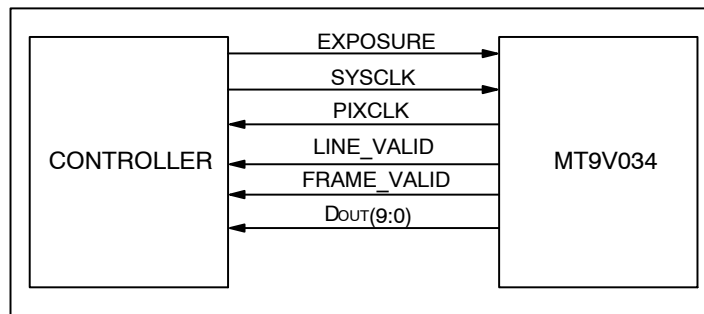 EXPOSURE
SYSCLK
PIXCLK
CONTROLLER
LINE_VALID
MT9V034
FRAME_VALID
DOUT(9:0)